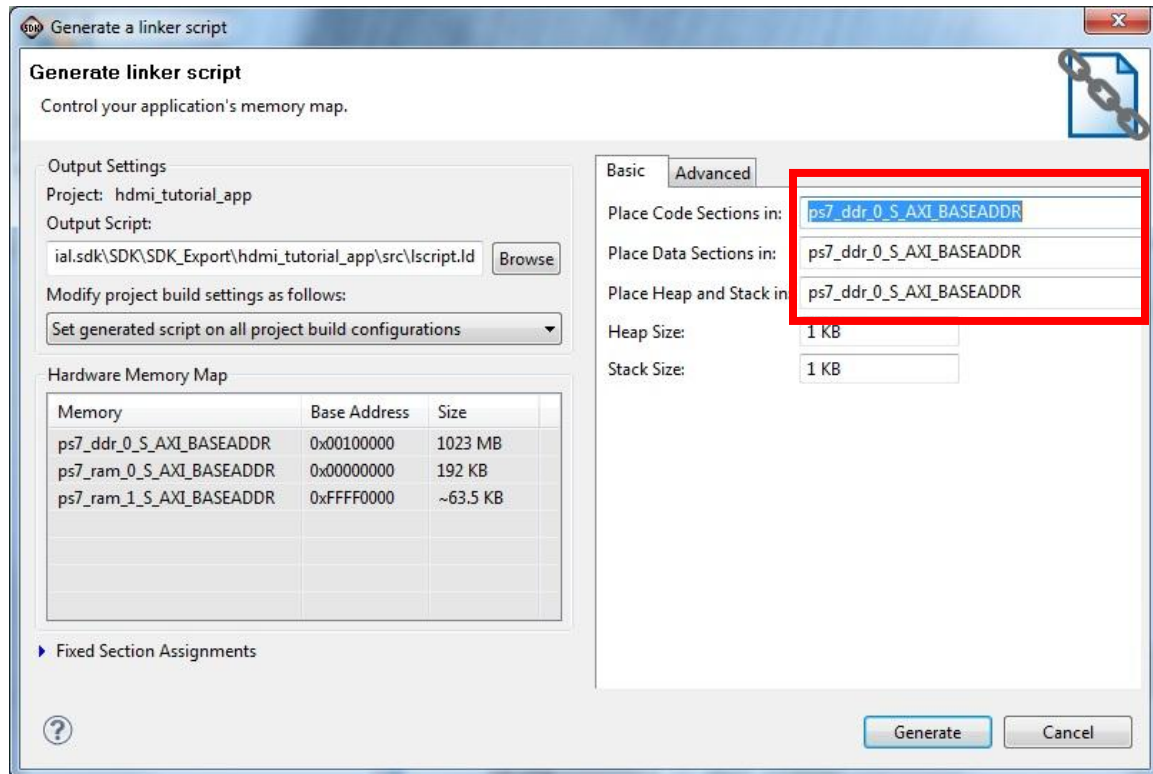 SDK Generate a linker script
Generate linker script
Control your application's memory map.
Output Settings
Project: hdmi_tutorial_app
Output Script:
ial.sdk\SDK\SDK_Export\hdmi_tutorial_app\src\lscript.ld Browse
Modify project build settings as follows:
Set generated script on all project build configurations
Hardware Memory Map
Memory Base Address Size
ps7_ddr_0_S_AXI_BASEADDR 0x00100000 1023 MB
ps7_ram_0_S_AXI_BASEADDR 0x00000000 192 KB
ps7_ram_1_S_AXI_BASEADDR 0xFFFF0000 ~63.5 KB
Fixed Section Assignments
Basic Advanced
Place Code Sections in: ps7_ddr_0_S_AXI_BASEADDR
Place Data Sections in: ps7_ddr_0_S_AXI_BASEADDR
Place Heap and Stack in ps7_ddr_0_S_AXI_BASEADDR
Heap Size: 1 KB
Stack Size: 1 KB
? Generate Cancel